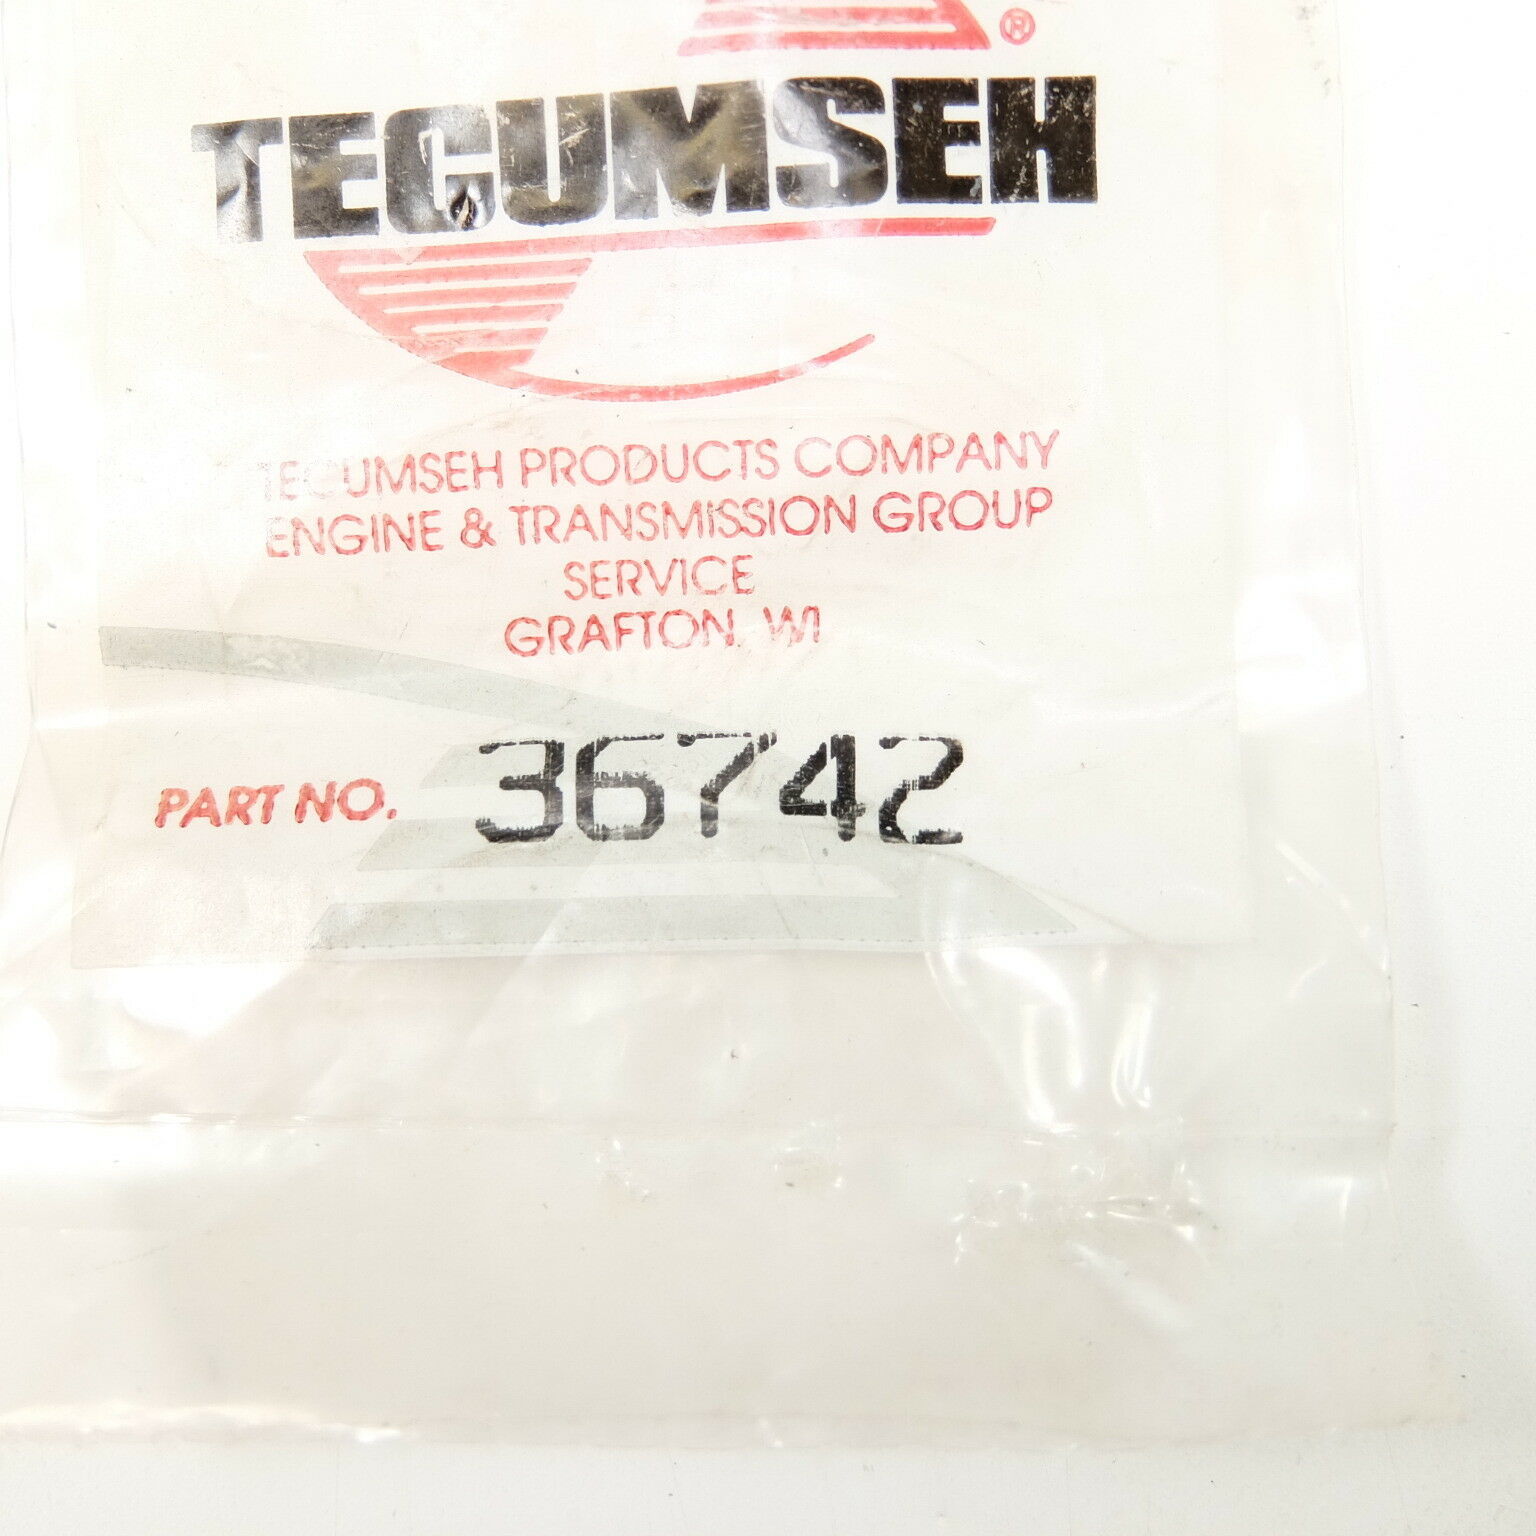 ®
TECUMSEH
TECUMSEH PRODUCTS COMPANY
ENGINE & TRANSMISSION GROUP
SERVICE
GRAFTON, WI
PART NO. 36742